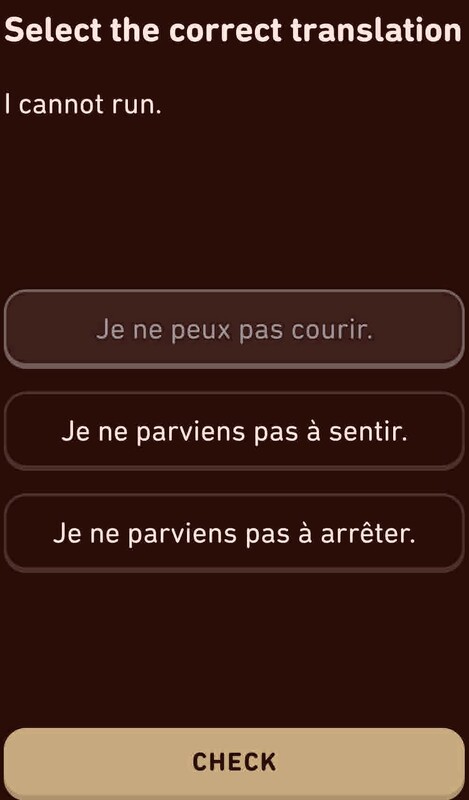 Select the correct translation
I cannot run.
Je ne peux pas courir.
Je ne parviens pas à sentir.
Je ne parviens pas à arrêter.
CHECK